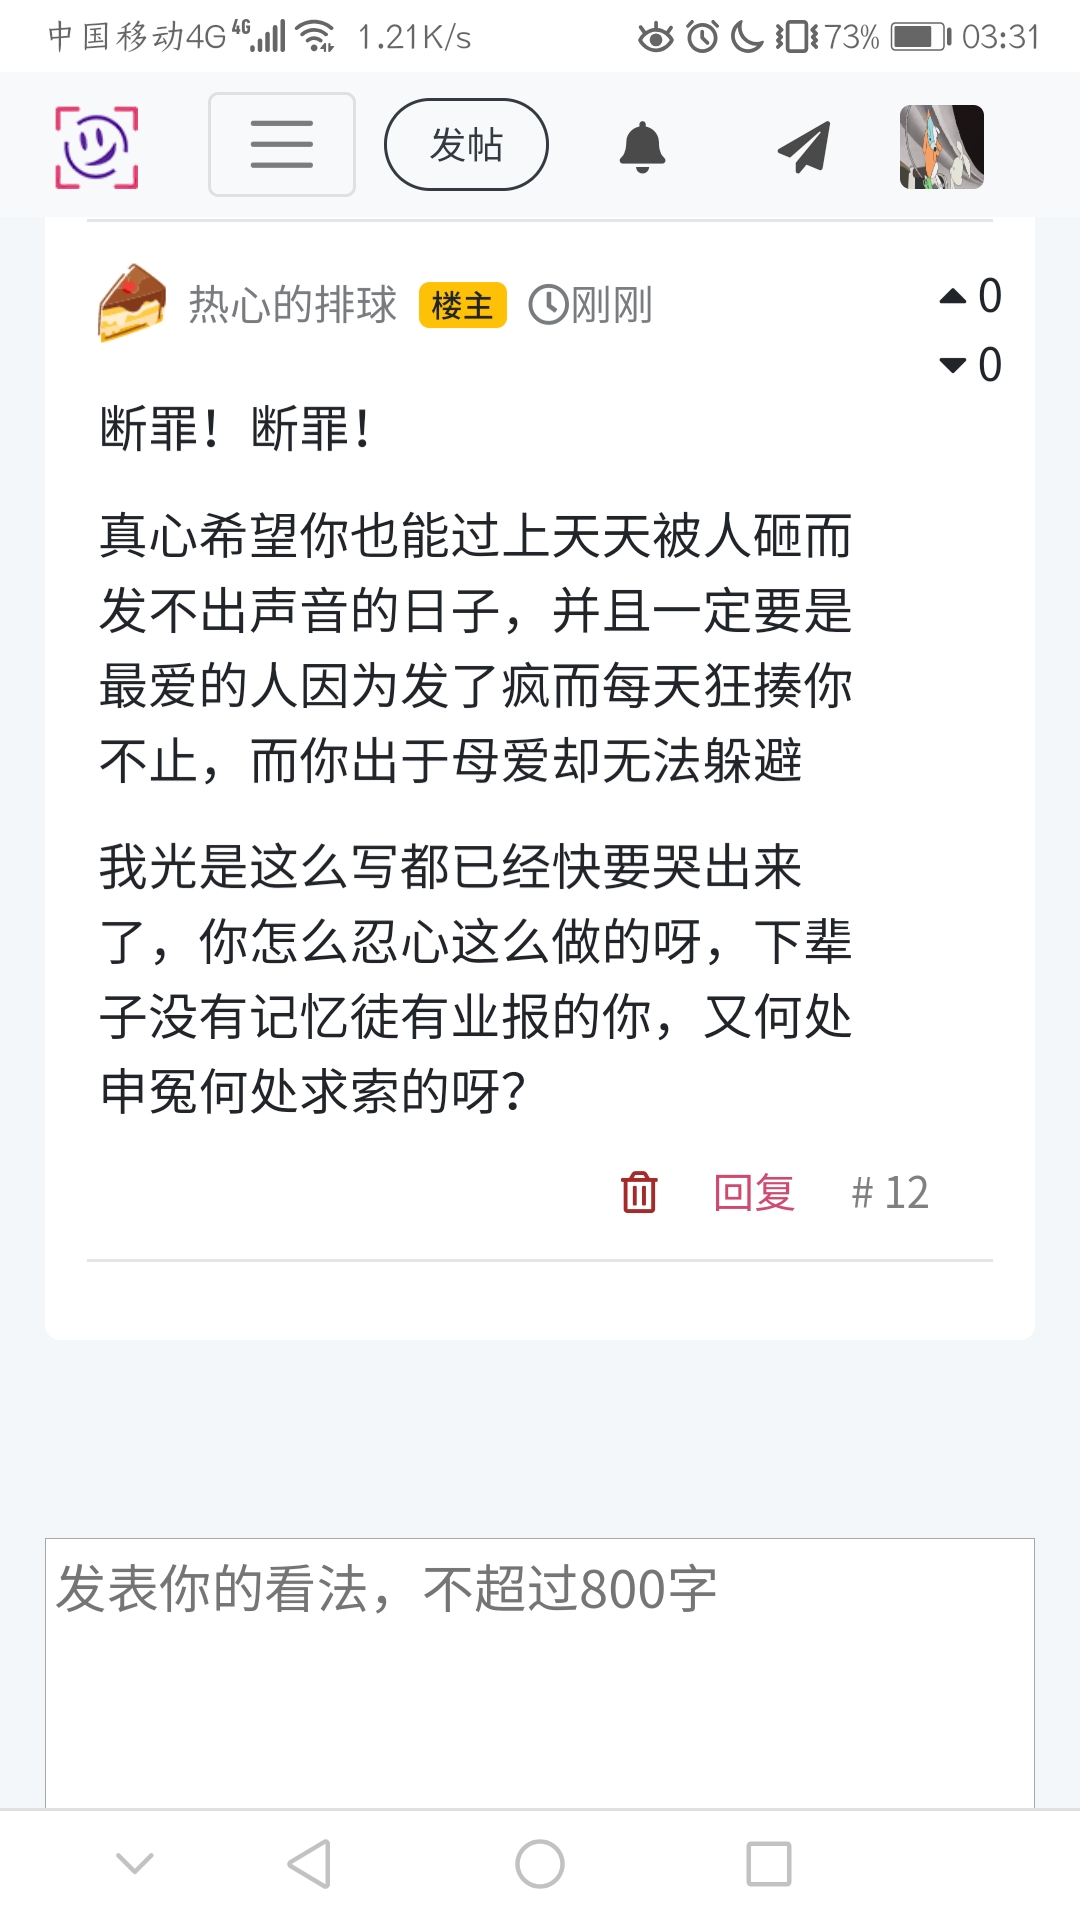 中国移动4G 4G 1.21K/s 73% 03:31
发帖
热心的排球 楼主 刚刚
0
0
断罪！断罪！
真心希望你也能过上天天被人砸而
发不出声音的日子，并且一定要是
最爱的人因为发了疯而每天狂揍你
不止，而你出于母爱却无法躲避
我光是这么写都已经快要哭出来
了，你怎么忍心这么做的呀，下辈
子没有记忆徒有业报的你，又何处
申冤何处求索的呀？
回复 # 12
发表你的看法，不超过800字